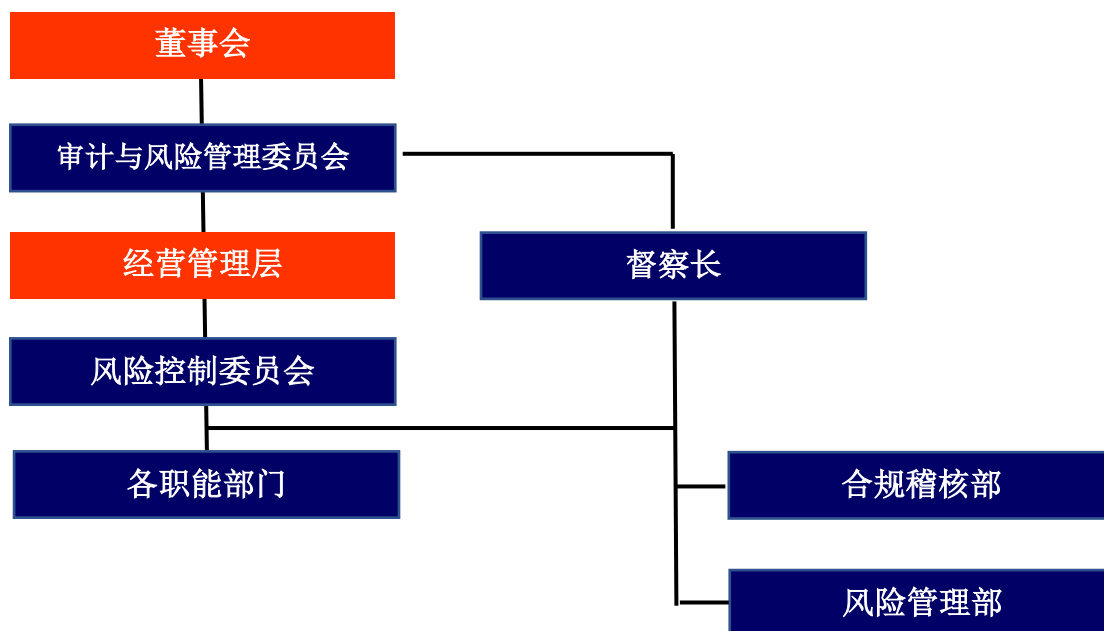 董事会
审计与风险管理委员会
经营管理层
督察长
风险控制委员会
各职能部门
合规稽核部
风险管理部